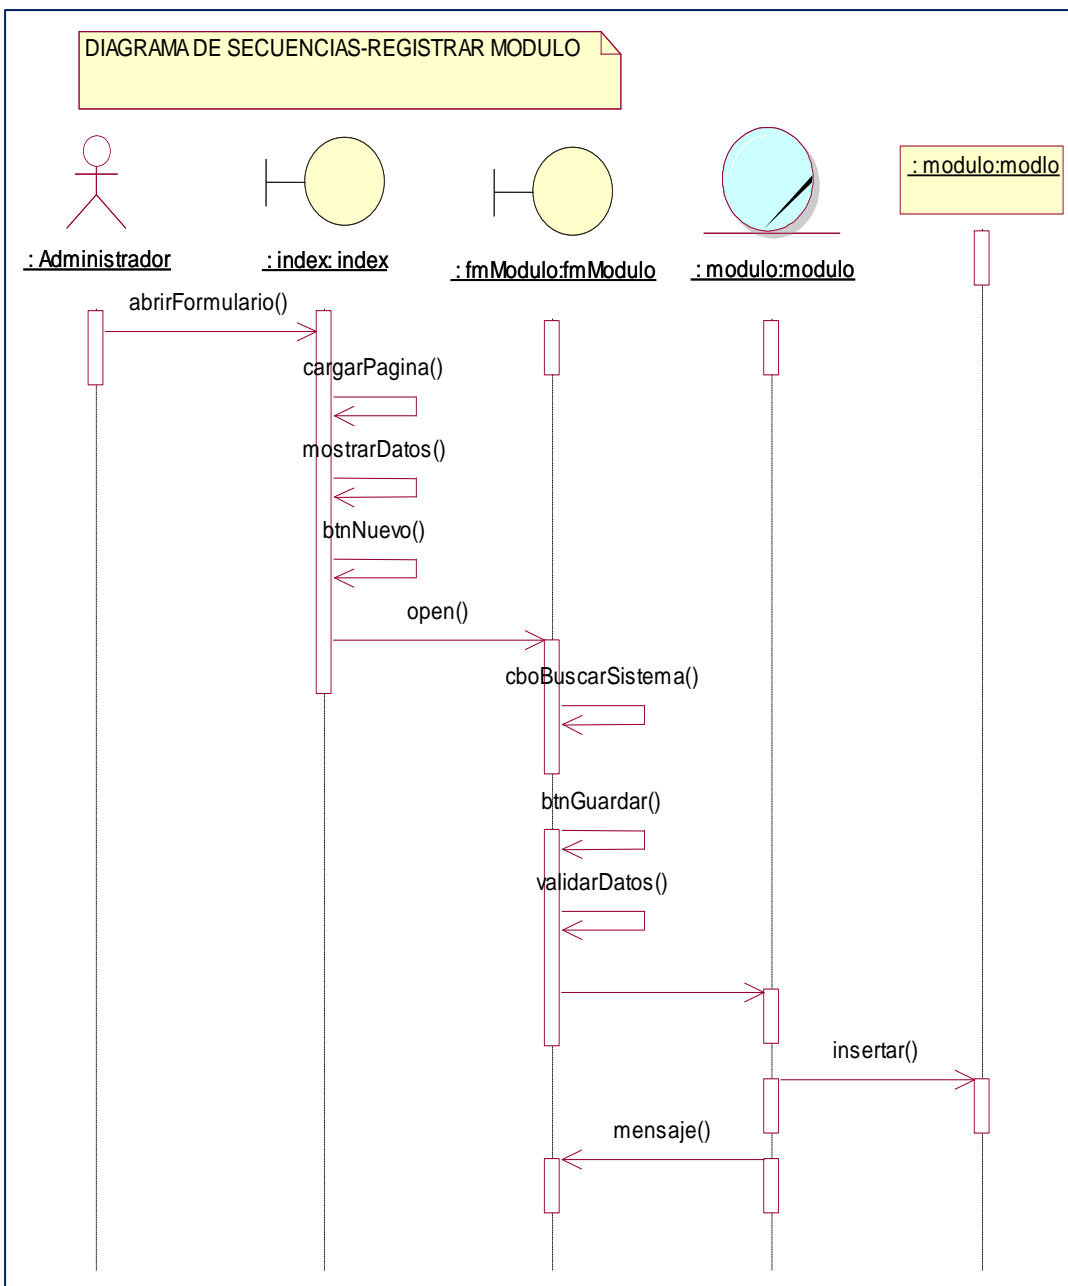 DIAGRAMA DE SECUENCIAS-REGISTRAR MODULO
: Administrador
: index: index
: fmModulo:fmModulo
: modulo:modulo
: modulo:modlo
abrirFormulario()
cargarPagina()
mostrarDatos()
btnNuevo()
open()
cboBuscarSistema()
btnGuardar()
validarDatos()
insertar()
mensaje()